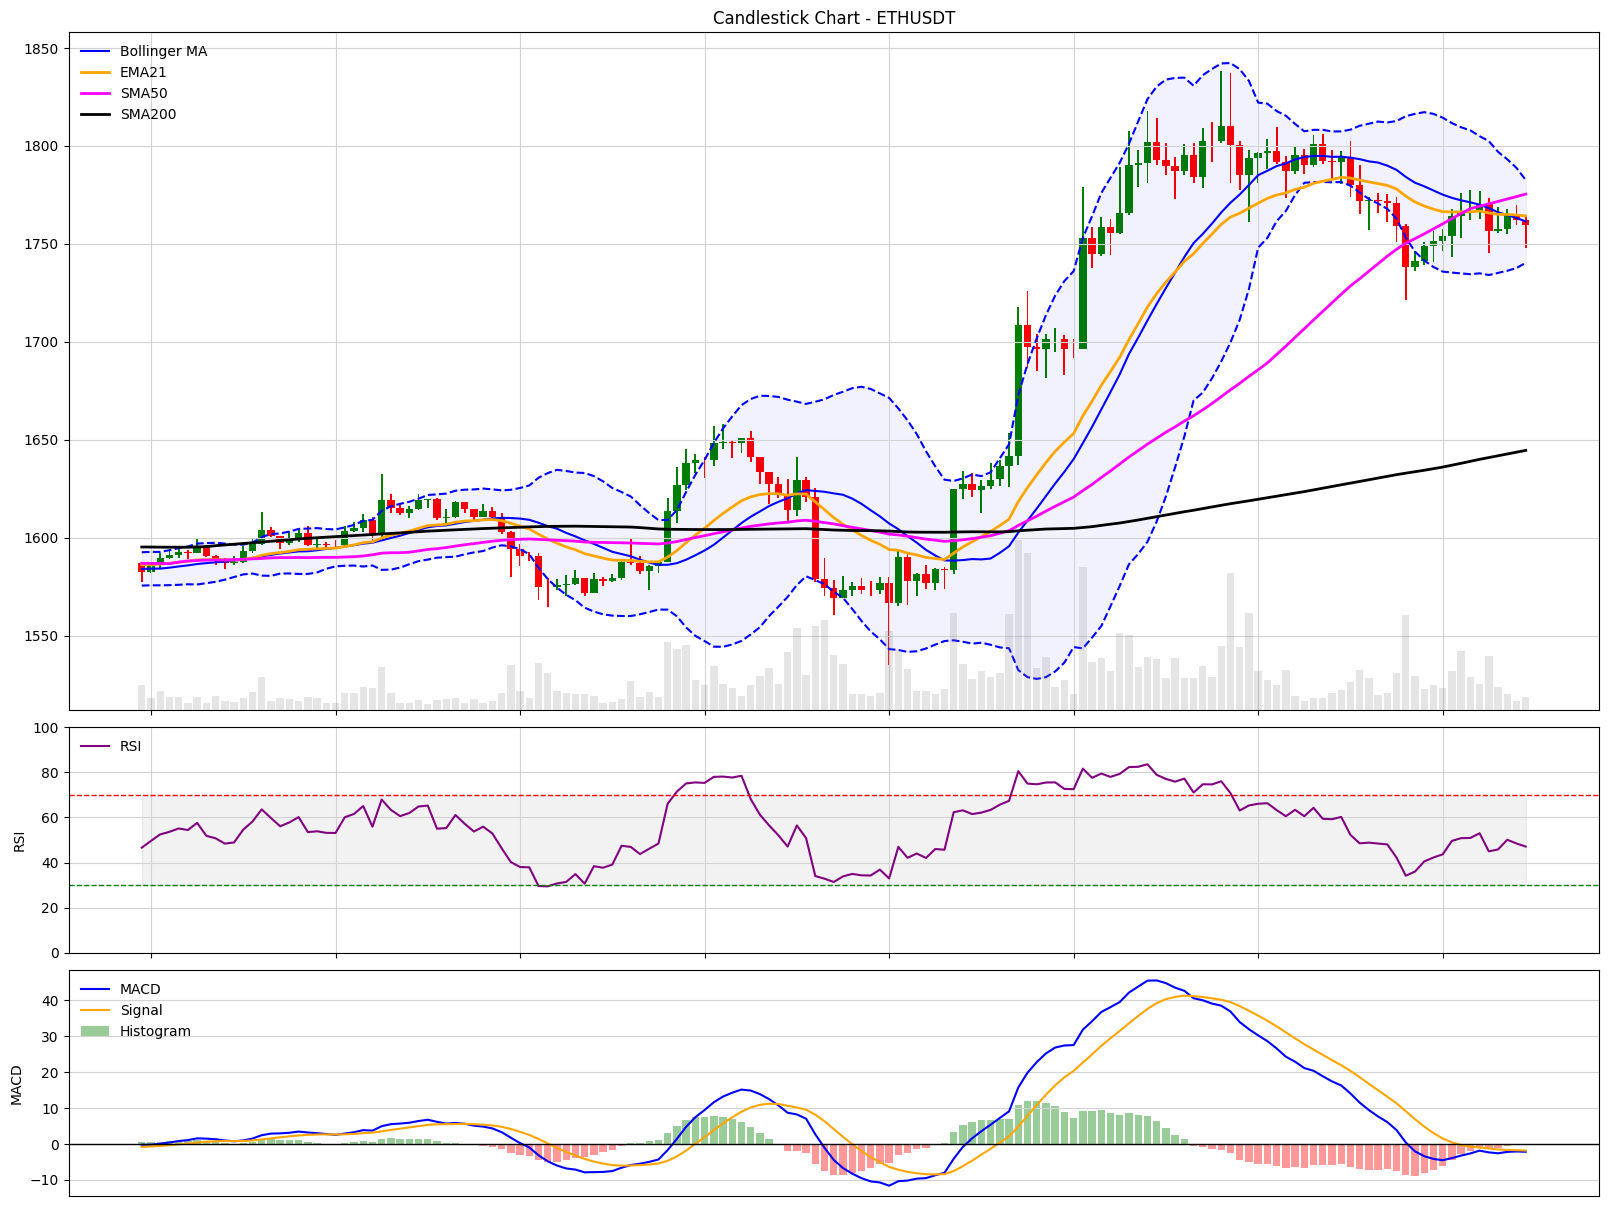 Candlestick Chart - ETHUSDT
Bollinger MA
EMA21
SMA50
SMA200
1850
1800
1750
1700
1650
1600
1550
RSI
100
80
60
40
20
0
RSI
MACD
Signal
Histogram
40
30
20
10
0
−10
MACD